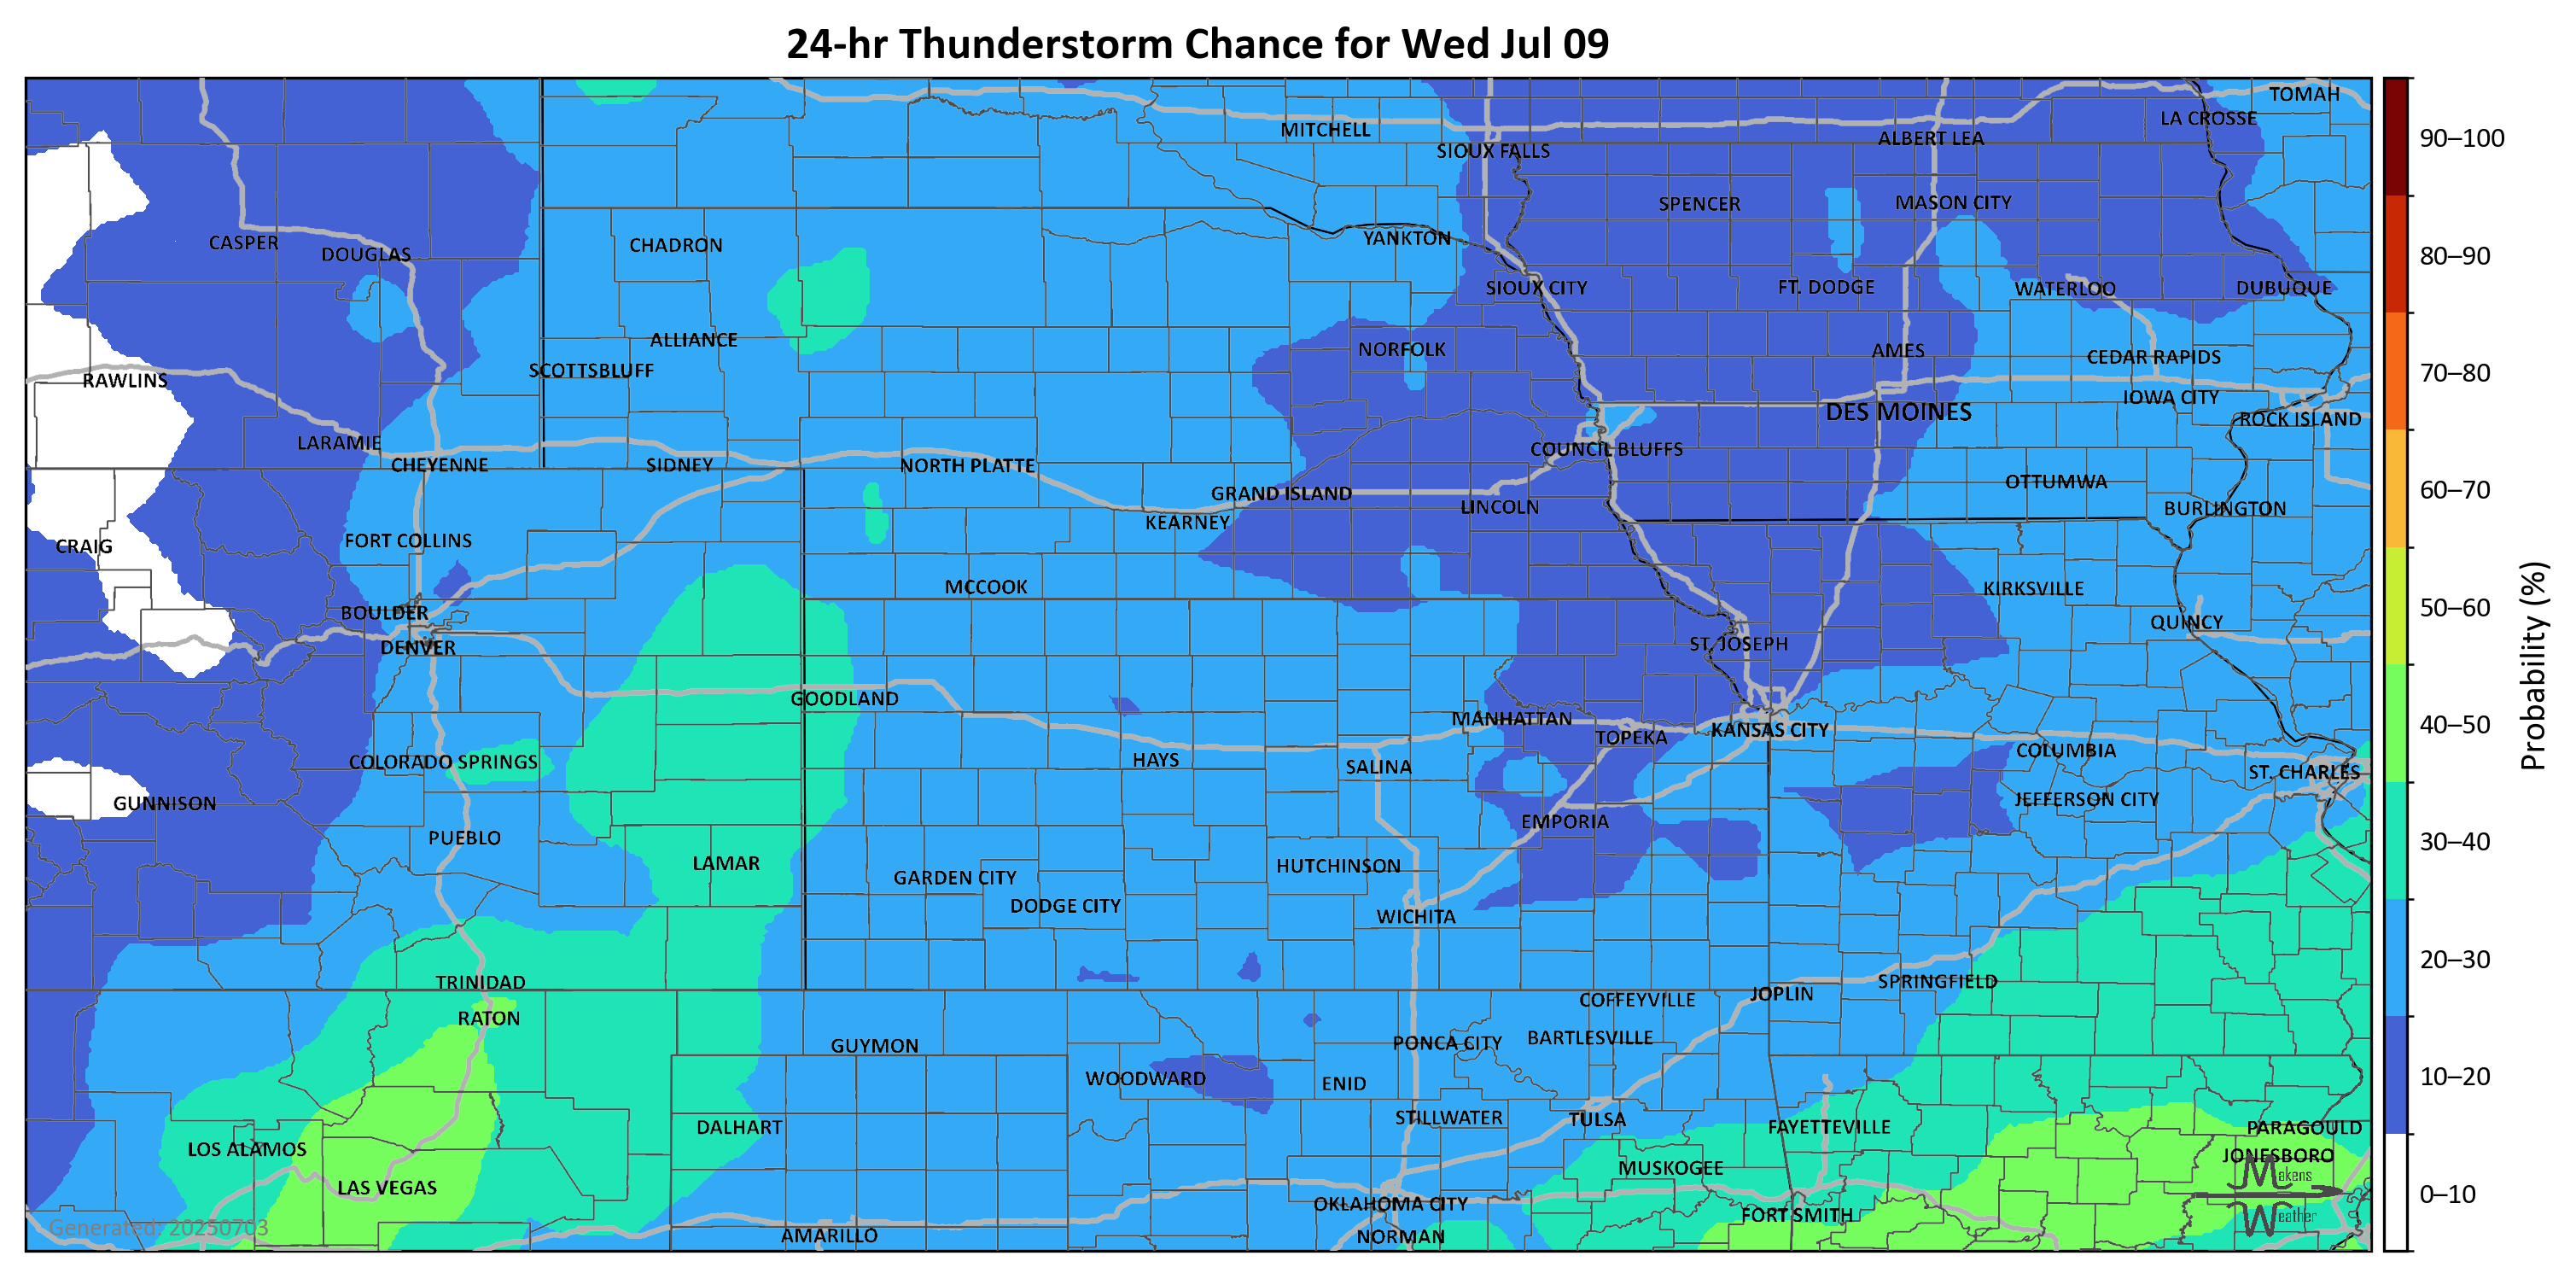 24-hr Thunderstorm Chance for Wed Jul 09
TOMAH
LA CROSSE
MITCHELL
ALBERT LEA
SIOUX FALLS
SPENCER
MASON CITY
YANKTON
CASPER
CHADRON
DOUGLAS
SIOUX CITY
FT. DODGE
WATERLOO
DUBUQUE
ALLIANCE
NORFOLK
AMES
CEDAR RAPIDS
SCOTTSBLUFF
RAWLINS
IOWA CITY
DES MOINES
ROCK ISLAND
LARAMIE
COUNCIL BLUFFS
CHEYENNE
SIDNEY
NORTH PLATTE
OTTUMWA
GRAND ISLAND
LINCOLN
BURLINGTON
KEARNEY
FORT COLLINS
CRAIG
MCCOOK
KIRKSVILLE
BOULDER
QUINCY
DENVER
ST. JOSEPH
GOODLAND
MANHATTAN
KANSAS CITY
TOPEKA
COLUMBIA
COLORADO SPRINGS
HAYS
SALINA
ST. CHARLES
GUNNISON
JEFFERSON CITY
EMPORIA
PUEBLO
LAMAR
HUTCHINSON
GARDEN CITY
DODGE CITY
WICHITA
TRINIDAD
SPRINGFIELD
JOPLIN
COFFEYVILLE
RATON
BARTLESVILLE
PONCA CITY
GUYMON
WOODWARD
ENID
STILLWATER
TULSA
DALHART
FAYETTEVILLE
PARAGOULD
LOS ALAMOS
JONESBORO
MUSKOGEE
LAS VEGAS
OKLAHOMA CITY
FORT SMITH
AMARILLO
NORMAN
Generated: 20250703
Makens
Weather
90–100
80–90
70–80
60–70
50–60
40–50
30–40
20–30
10–20
0–10
Probability (%)